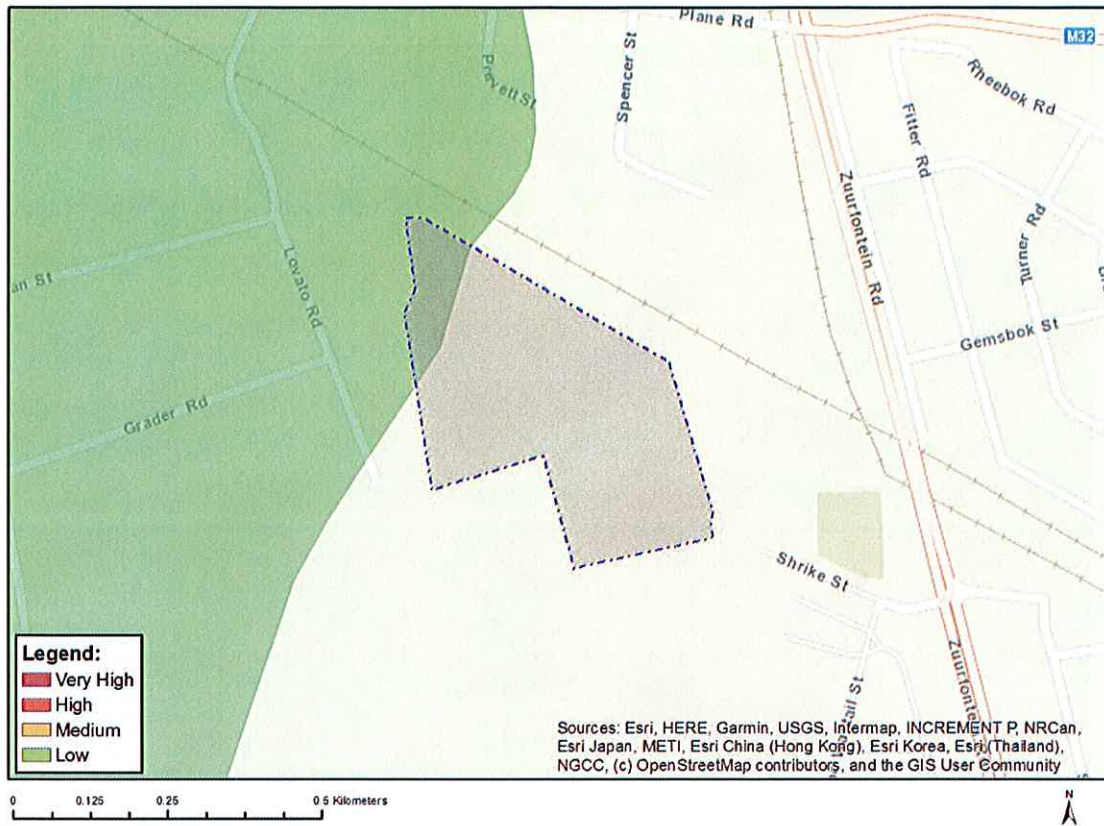 Plane Rd
M32
Prevett St
Spencer St
Rheebok Rd
Fitter Rd
Zuurfontein Rd
Turner Rd
an St
Lovato Rd
Gemsbok St
Grader Rd
Shrike St
tail St
Zuurfonte
Legend:
Very High
High
Medium
Low
Sources: Esri, HERE, Garmin, USGS, Intermap, INCREMENT P, NRCan,
Esri Japan, METI, Esri China (Hong Kong), Esri Korea, Esri (Thailand),
NGCC, (c) OpenStreetMap contributors, and the GIS User Community
0 0.125 0.25 0.5 Kilometers
N